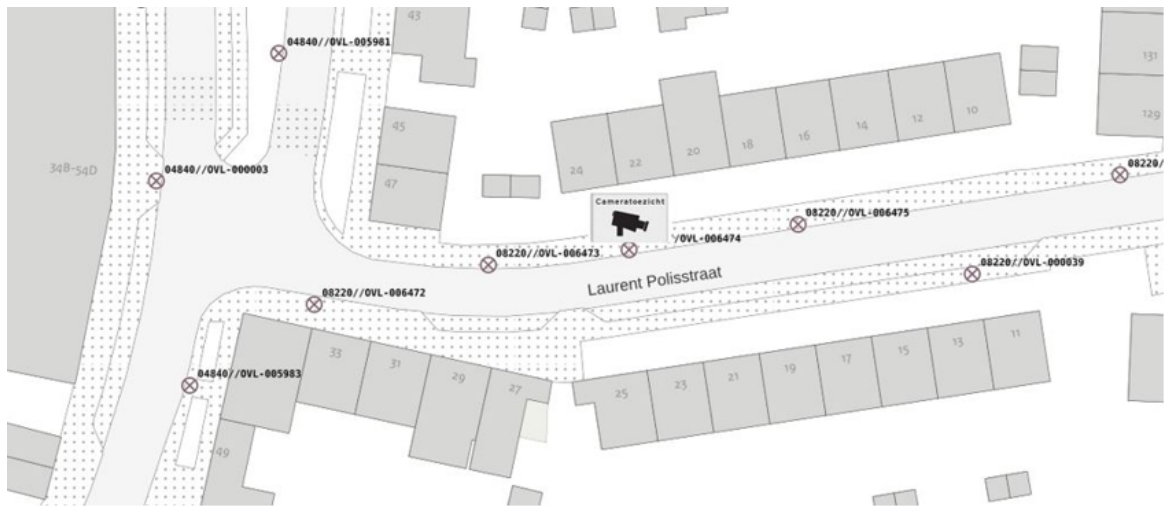 43
04840//OVL-005981
131
10
12
129
14
45
16
18
20
22
24
34B-54D
04840//OVL-000003
08220/
47
Cameratoezicht
08220//OVL-006475
/OVL-006474
08220//OVL-006473
08220//OVL-000039
Laurent Polisstraat
08220//OVL-006472
11
13
15
17
19
21
23
25
33
31
29
27
04840//OVL-005983
49